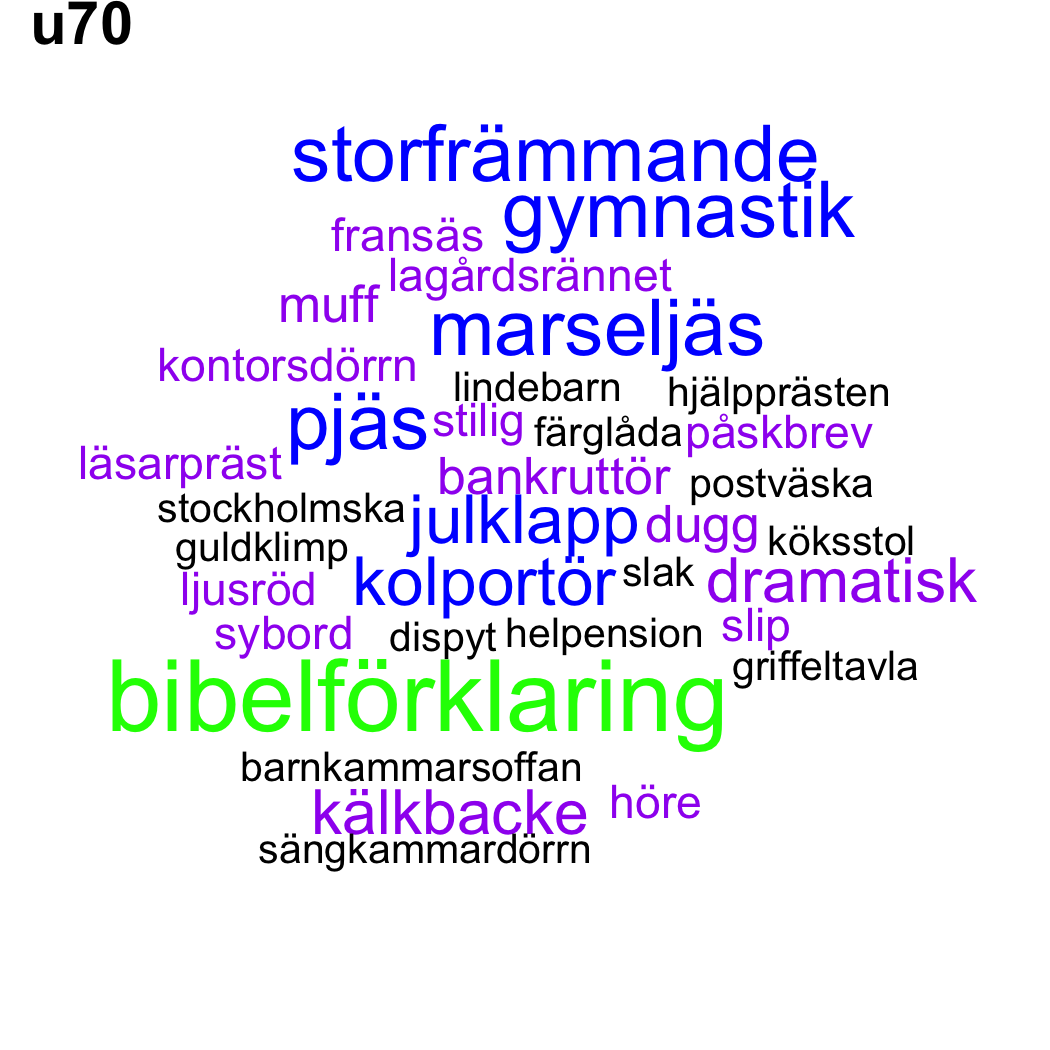 u70
storfrämmande
gymnastik
fransäs
lagårdsrännet
muff
marseljäs
kontorsdörrn
lindebarn hjälpprästen
pjäs stilig färglåda påskbrev
läsarpräst bankruttör postväska
stockholmska julklapp dugg köksstol
guldklimp
ljusröd kolportör slak dramatisk
sybord dispyt helpension slip
griffeltavla
bibelförklaring
barnkammarsoffan
kälkbacke höre
sängkammardörrn